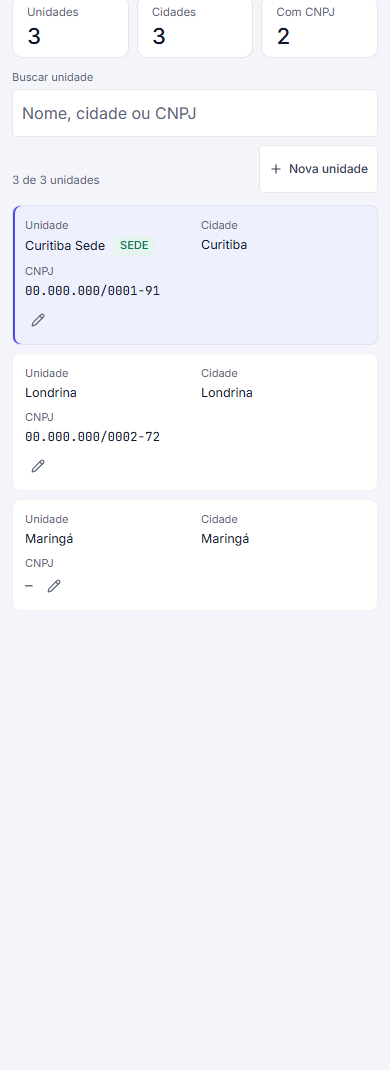 Unidades Cidades Com CNPJ
3 3 2
Buscar unidade
Nome, cidade ou CNPJ
+ Nova unidade
3 de 3 unidades
Unidade Cidade
Curitiba Sede SEDE Curitiba
CNPJ
00.000.000/0001-91
Unidade Cidade
Londrina Londrina
CNPJ
00.000.000/0002-72
Unidade Cidade
Maringá Maringá
CNPJ
—